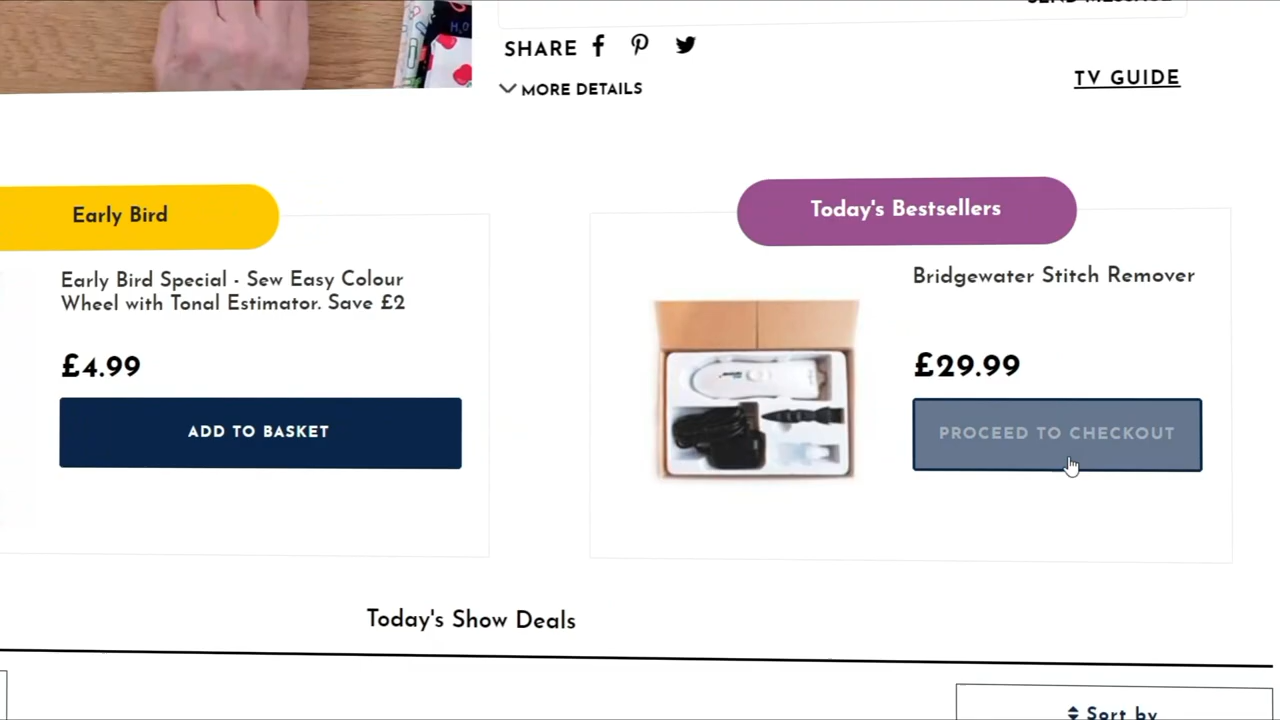 SEND MESSAGE
SHARE
MORE DETAILS
TV GUIDE
Early Bird
Today's Bestsellers
Early Bird Special - Sew Easy Colour
Wheel with Tonal Estimator. Save £2
£4.99
ADD TO BASKET
Bridgewater Stitch Remover
£29.99
PROCEED TO CHECKOUT
Today's Show Deals
Sort by